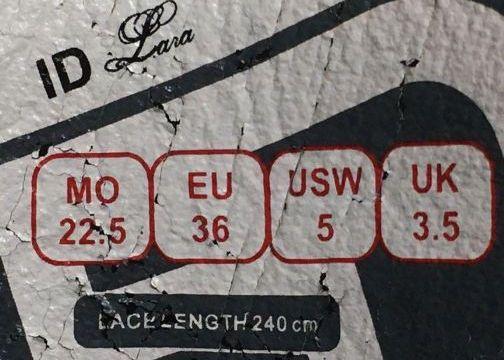 ID Lara
MO EU USW UK
22.5 36 5 3.5
LACE LENGTH 240 cm